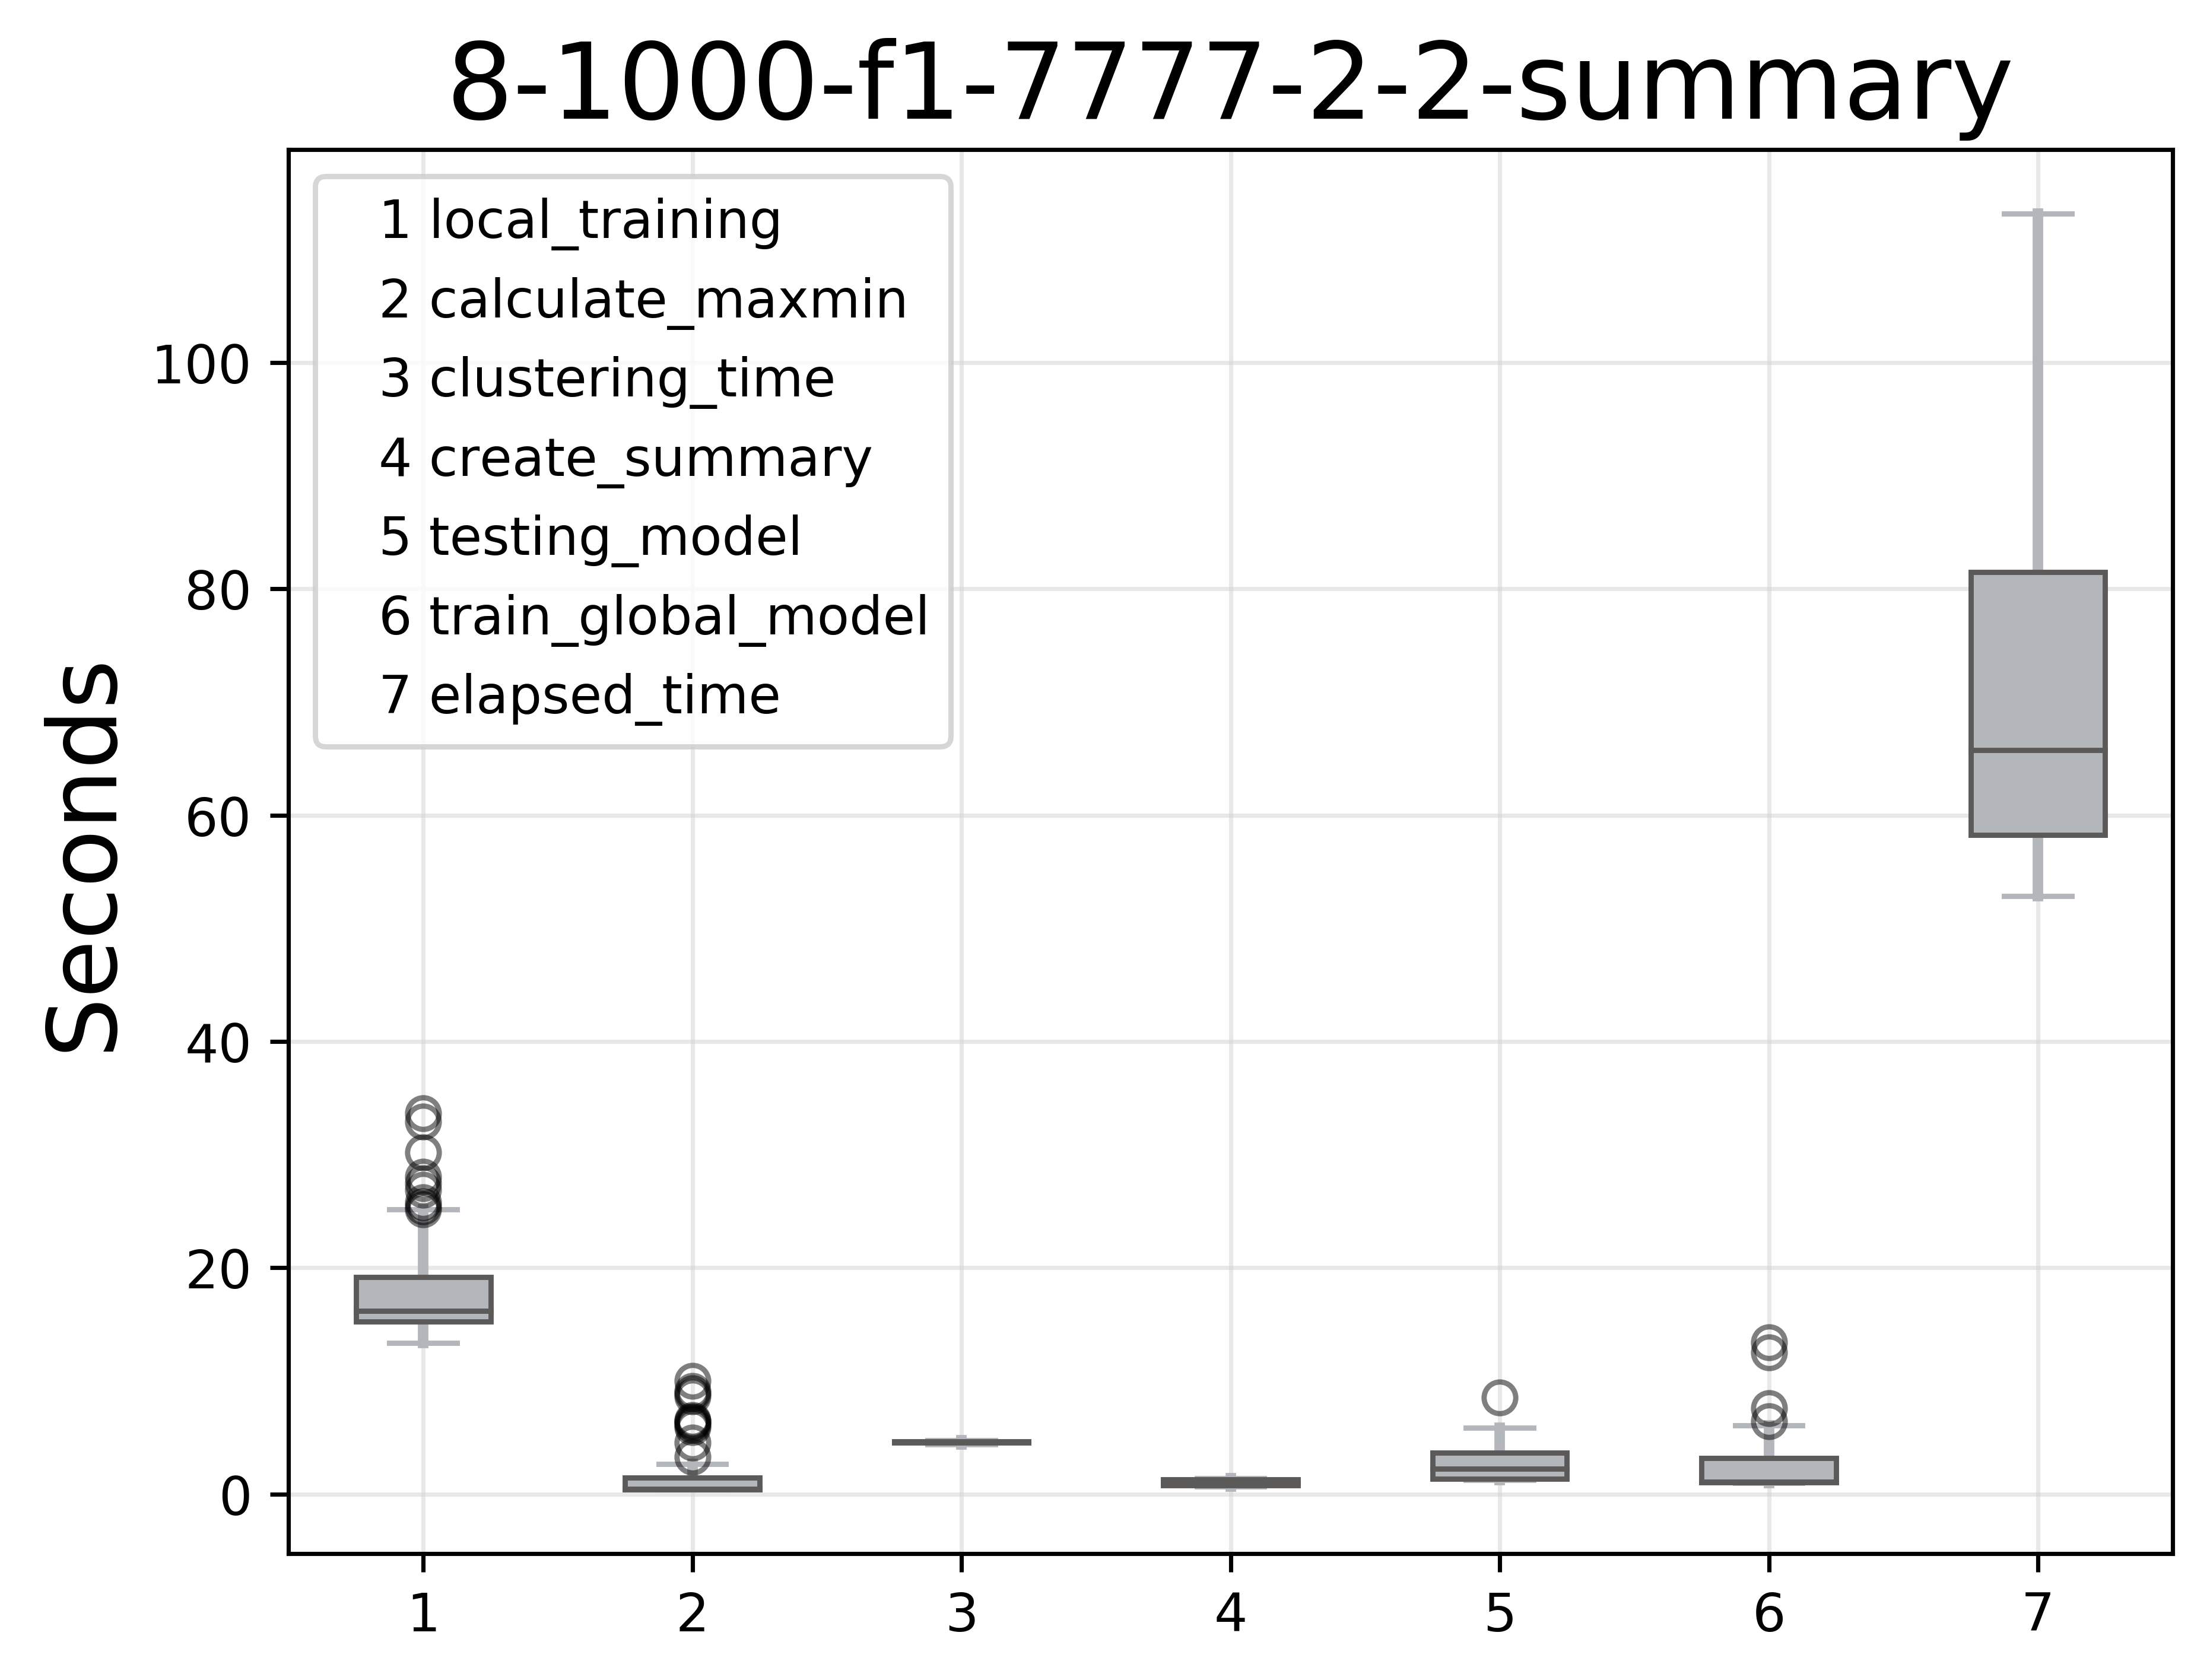 8-1000-f1-7777-2-2-summary
1 local_training
2 calculate_maxmin
3 clustering_time
4 create_summary
5 testing_model
6 train_global_model
7 elapsed_time
Seconds
100
80
60
40
20
0
1 2 3 4 5 6 7